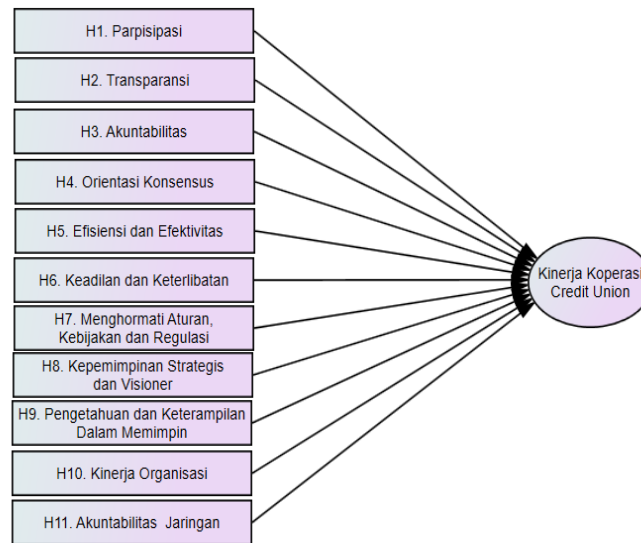 H1. Parpisipasi
H2. Transparansi
H3. Akuntabilitas
H4. Orientasi Konsensus
H5. Efisiensi dan Efektivitas
H6. Keadilan dan Keterlibatan
H7. Menghormati Aturan,
Kebijakan dan Regulasi
H8. Kepemimpinan Strategis
dan Visioner
H9. Pengetahuan dan Keterampilan
Dalam Memimpin
H10. Kinerja Organisasi
H11. Akuntabilitas Jaringan
Kinerja Koperasi
Credit Union